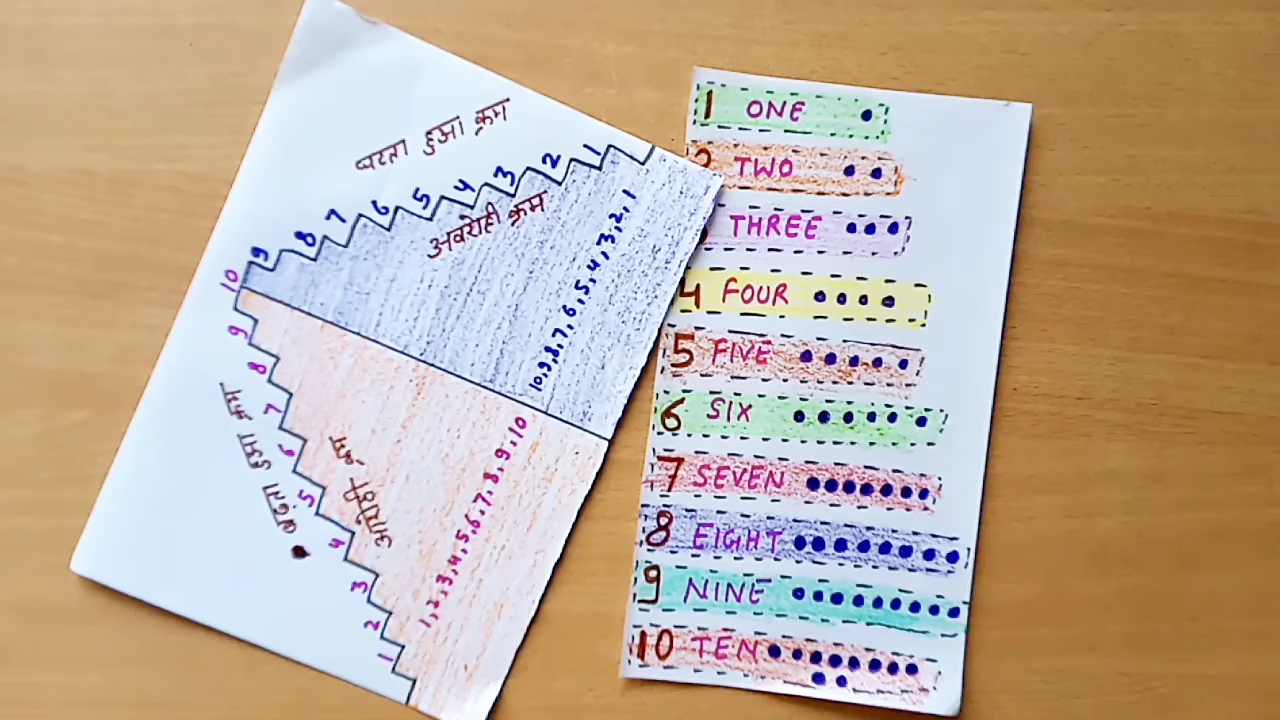 घटता हुआ क्रम
10 9 8 7 6 5 4 3 2 1
अवरोही क्रम
10,9,8,7,6,5,4,3,2,1
बढता हुआ क्रम
9 8 7 6 5 4 3 2 1
आरोही क्रम
1,2,3,4,5,6,7,8,9,10
1 ONE
2 TWO
THREE
4 FOUR
5 FIVE
6 SIX
7 SEVEN
8 EIGHT
9 NINE
10 TEN